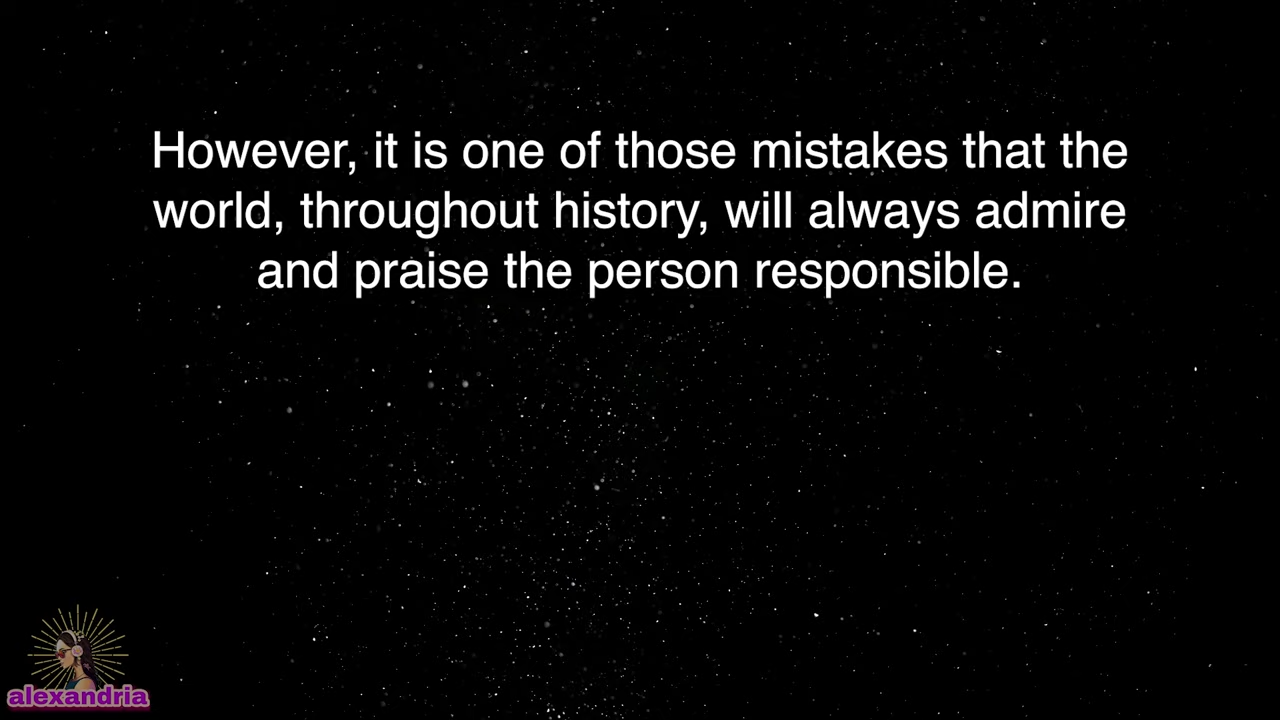 However, it is one of those mistakes that the
world, throughout history, will always admire
and praise the person responsible.
alexandria